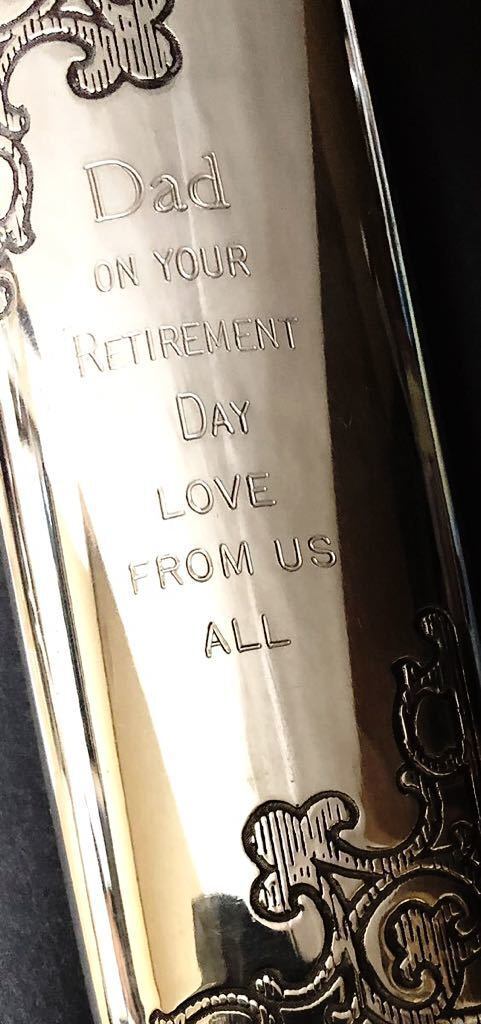 Dad
ON YOUR
RETIREMENT
DAY
LOVE
FROM US
ALL